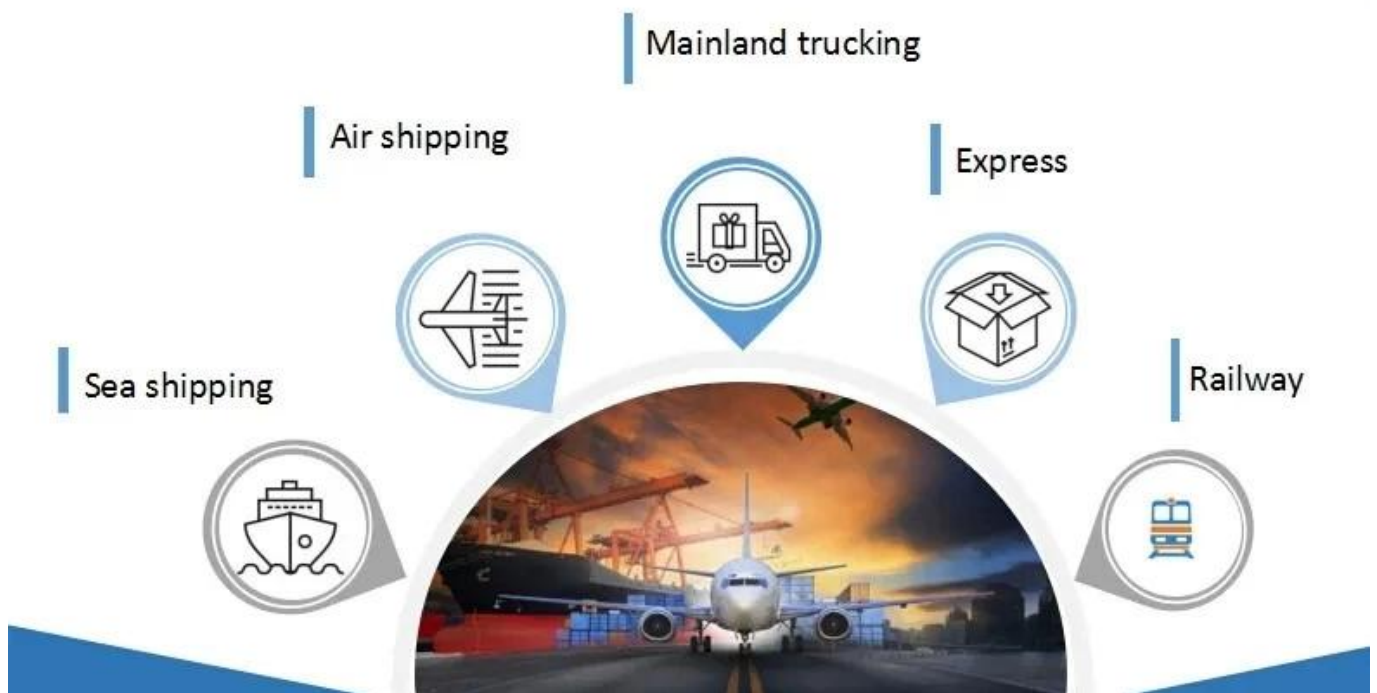 Mainland trucking
Air shipping
Express
Sea shipping
Railway